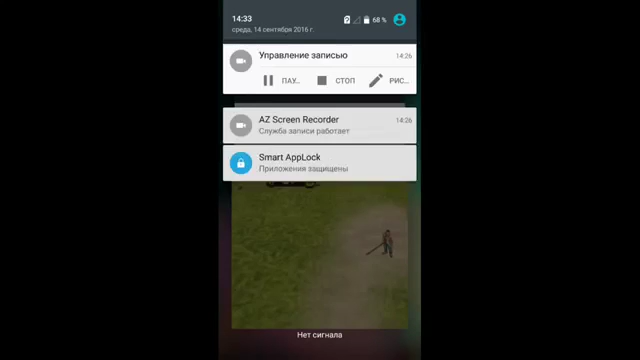 14:33
68 %
среда, 14 сентября 2016 г.
Управление записью
14:26
ПАУ...
СТОП
РИС...
AZ Screen Recorder
14:26
Служба записи работает
Smart AppLock
Приложения защищены
Нет сигнала